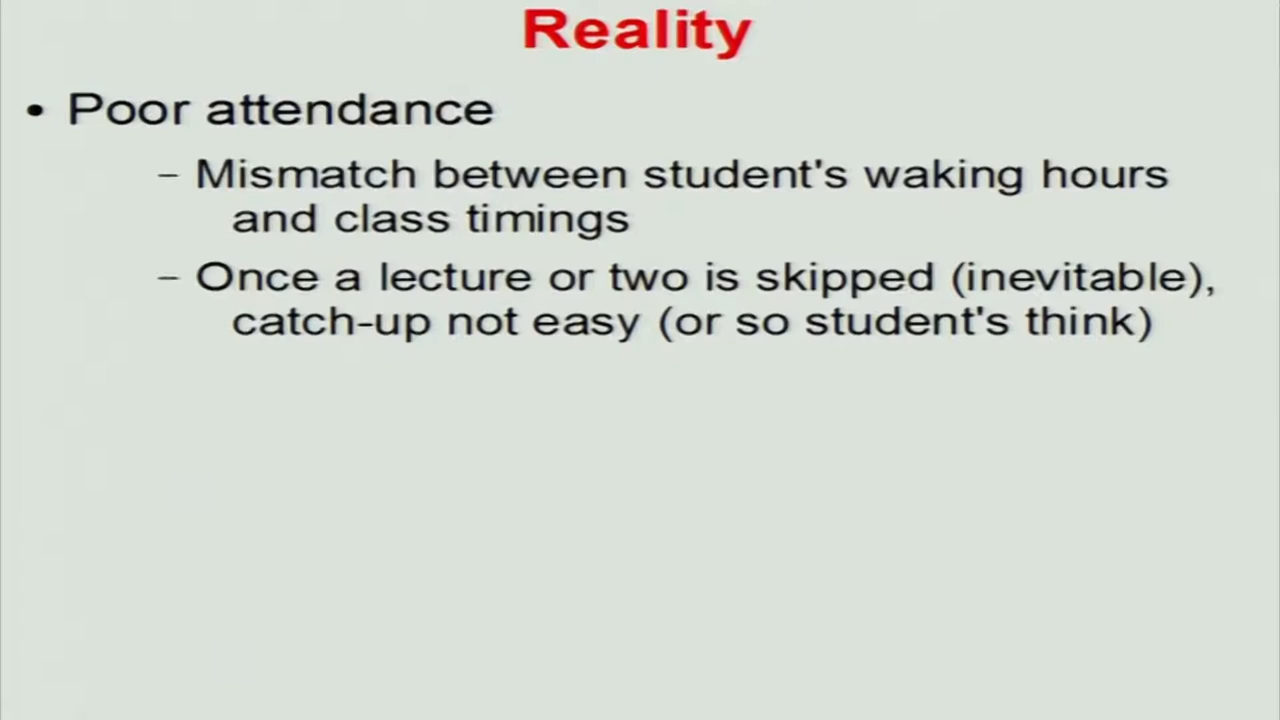 Reality
• Poor attendance
– Mismatch between student's waking hours
and class timings
– Once a lecture or two is skipped (inevitable),
catch-up not easy (or so student's think)